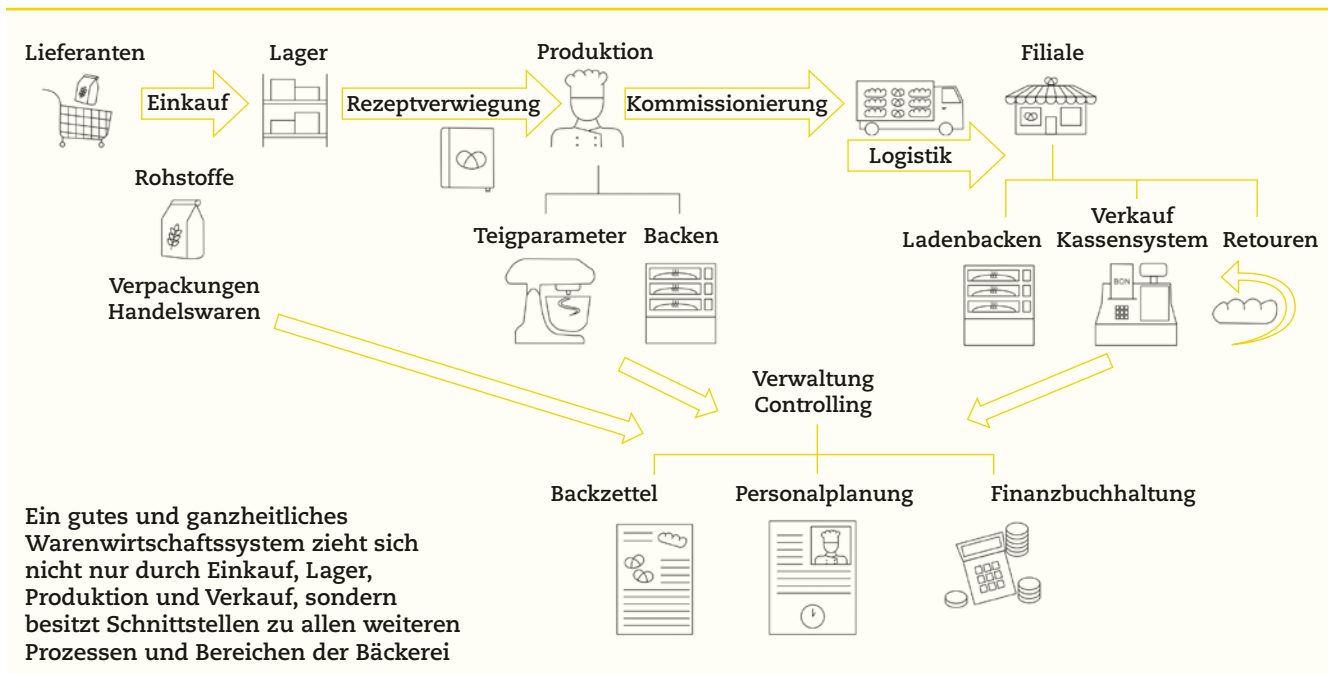 Lieferanten
Lager
Produktion
Filiale
Einkauf
Rezeptverwiegung
Kommissionierung
Logistik
Rohstoffe
Verpackungen
Handelswaren
Teigparameter
Backen
Ladenbacken
Verkauf
Kassensystem
Retouren
BON
Verwaltung
Controlling
Backzettel
Personalplanung
Finanzbuchhaltung
Ein gutes und ganzheitliches
Warenwirtschaftssystem zieht sich
nicht nur durch Einkauf, Lager,
Produktion und Verkauf, sondern
besitzt Schnittstellen zu allen weiteren
Prozessen und Bereichen der Bäckerei